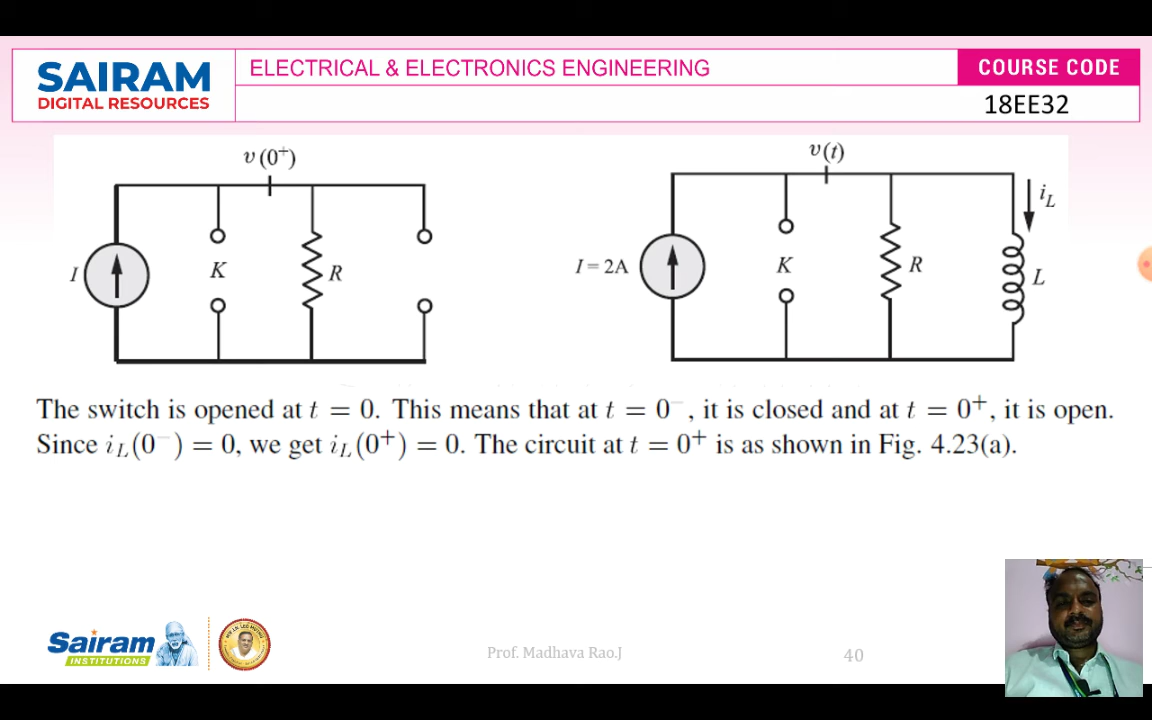 SAIRAM
DIGITAL RESOURCES
ELECTRICAL & ELECTRONICS ENGINEERING
COURSE CODE
18EE32
v(0⁺)
I
K
R
v(t)
I = 2A
K
R
i_L
L
The switch is opened at t = 0. This means that at t = 0⁻, it is closed and at t = 0⁺, it is open.
Since i_L(0⁻) = 0, we get i_L(0⁺) = 0. The circuit at t = 0⁺ is as shown in Fig. 4.23(a).
Sairam
INSTITUTIONS
Prof. Madhava Rao.J
40